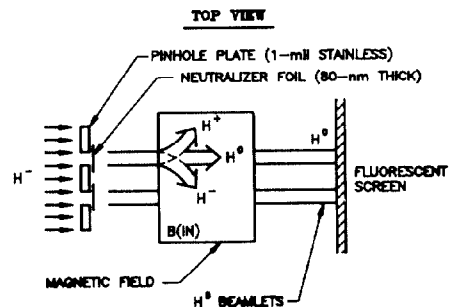 TOP VIEW
PINHOLE PLATE (1-mil STAINLESS)
NEUTRALIZER FOIL (80-nm THICK)
H⁺
H⁰
H⁰
H⁻
H⁻
FLUORESCENT
SCREEN
B(IN)
MAGNETIC FIELD
H⁰ BEAMLETS